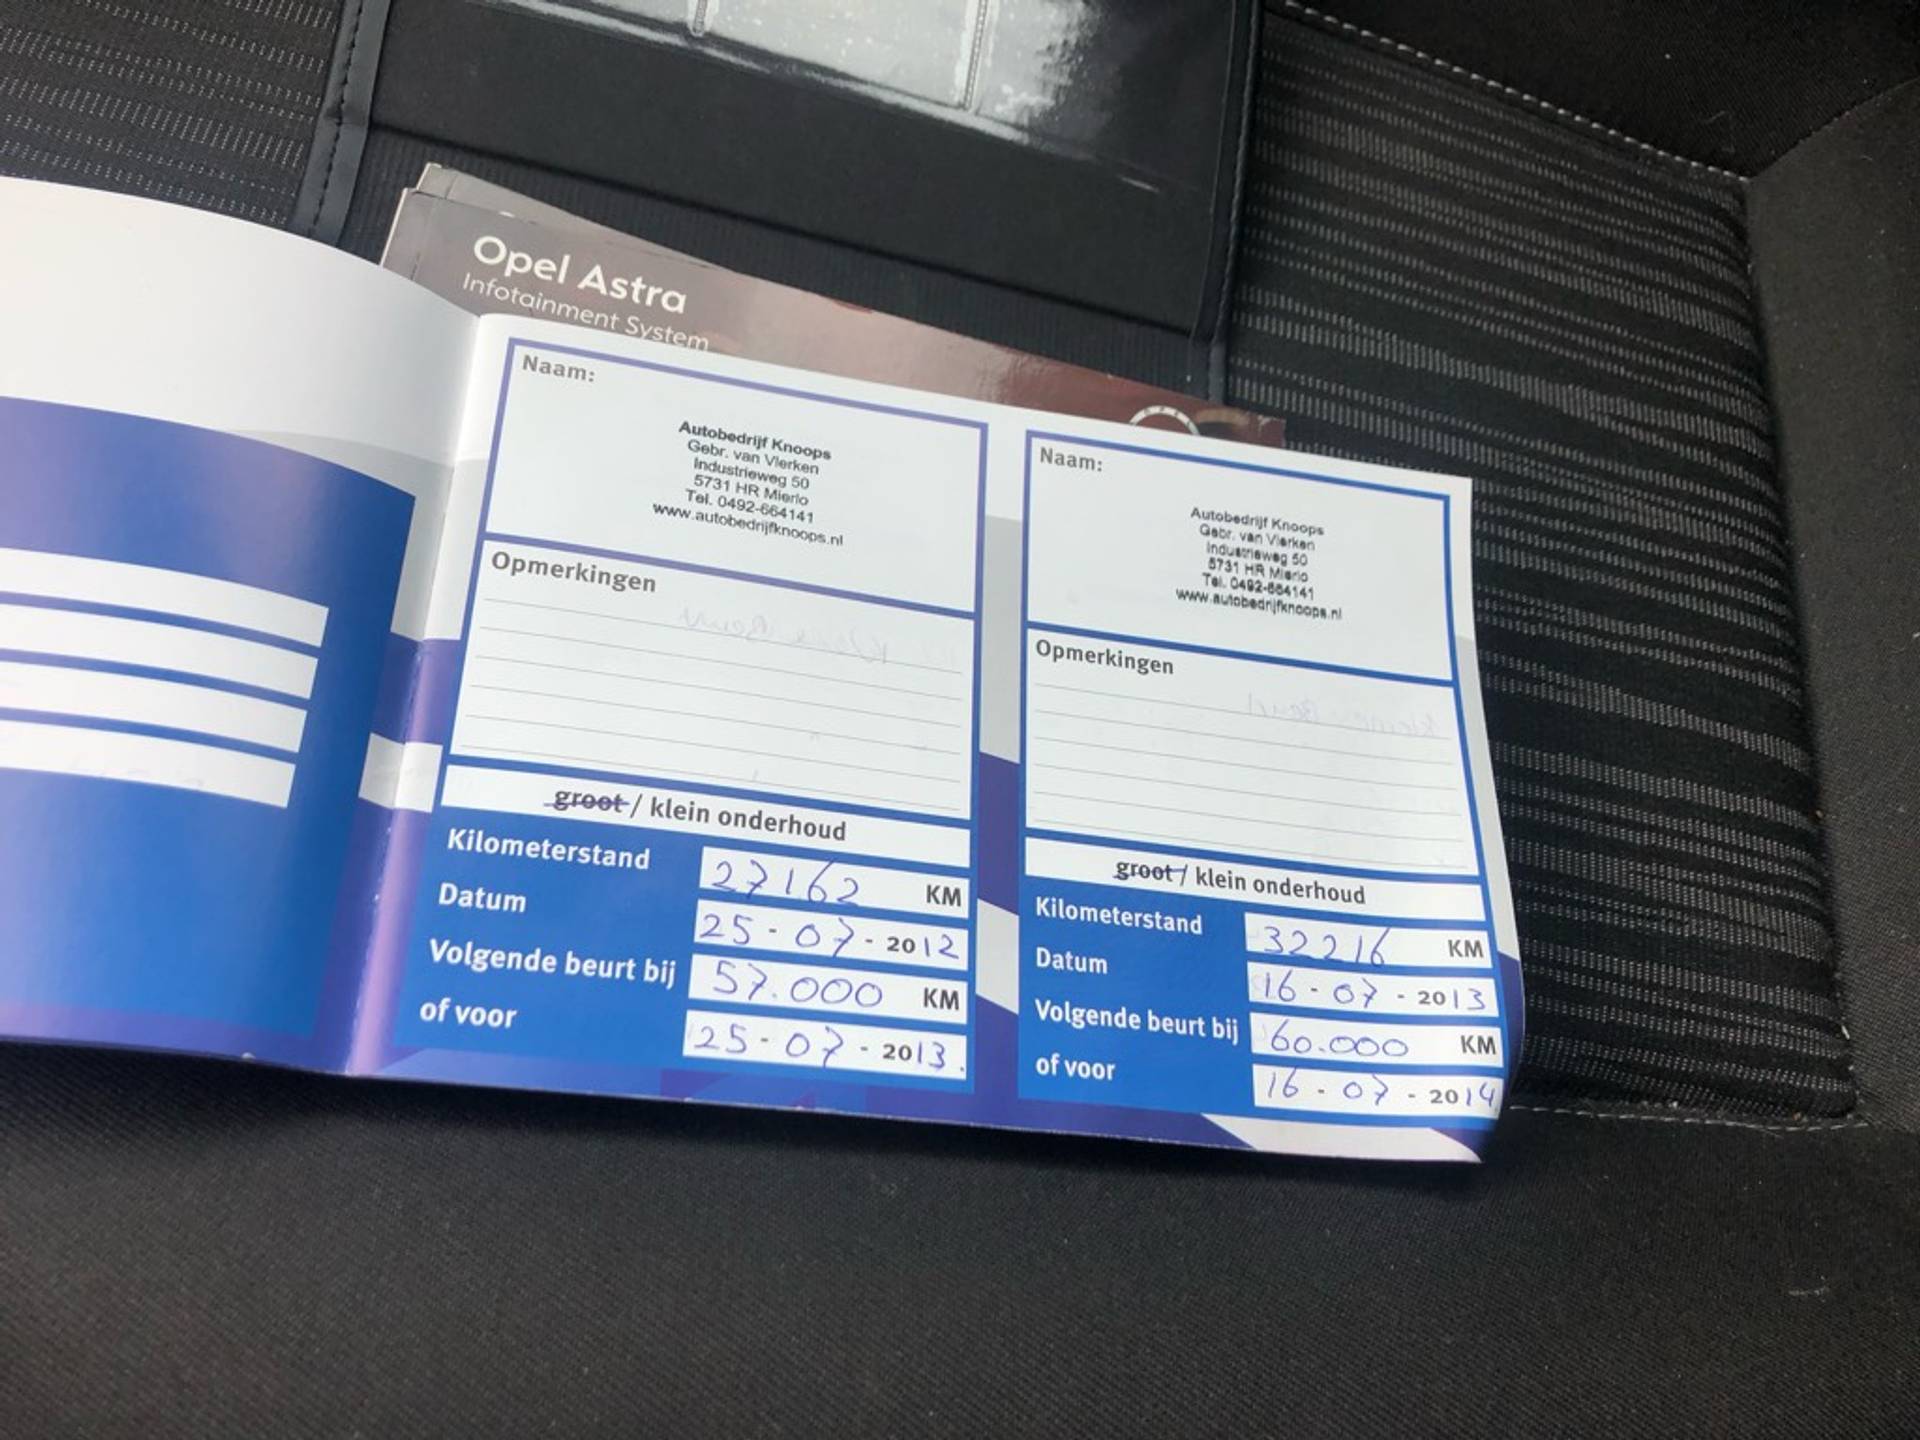 Opel Astra
Infotainment System
Naam:
Autobedrijf Knoops
Gebr. van Vlerken
Industrieweg 50
5731 HR Mierlo
Tel. 0492-664141
www.autobedrijfknoops.nl
Opmerkingen
groot / klein onderhoud
Kilometerstand 27162 KM
Datum 25-07-2012
Volgende beurt bij 57.000 KM
of voor 25-07-2013.
Naam:
Autobedrijf Knoops
Gebr. van Vlerken
Industrieweg 50
5731 HR Mierlo
Tel. 0492-664141
www.autobedrijfknoops.nl
Opmerkingen
groot / klein onderhoud
Kilometerstand 32216 KM
Datum 16-07-2013
Volgende beurt bij 60.000 KM
of voor 16-07-2014